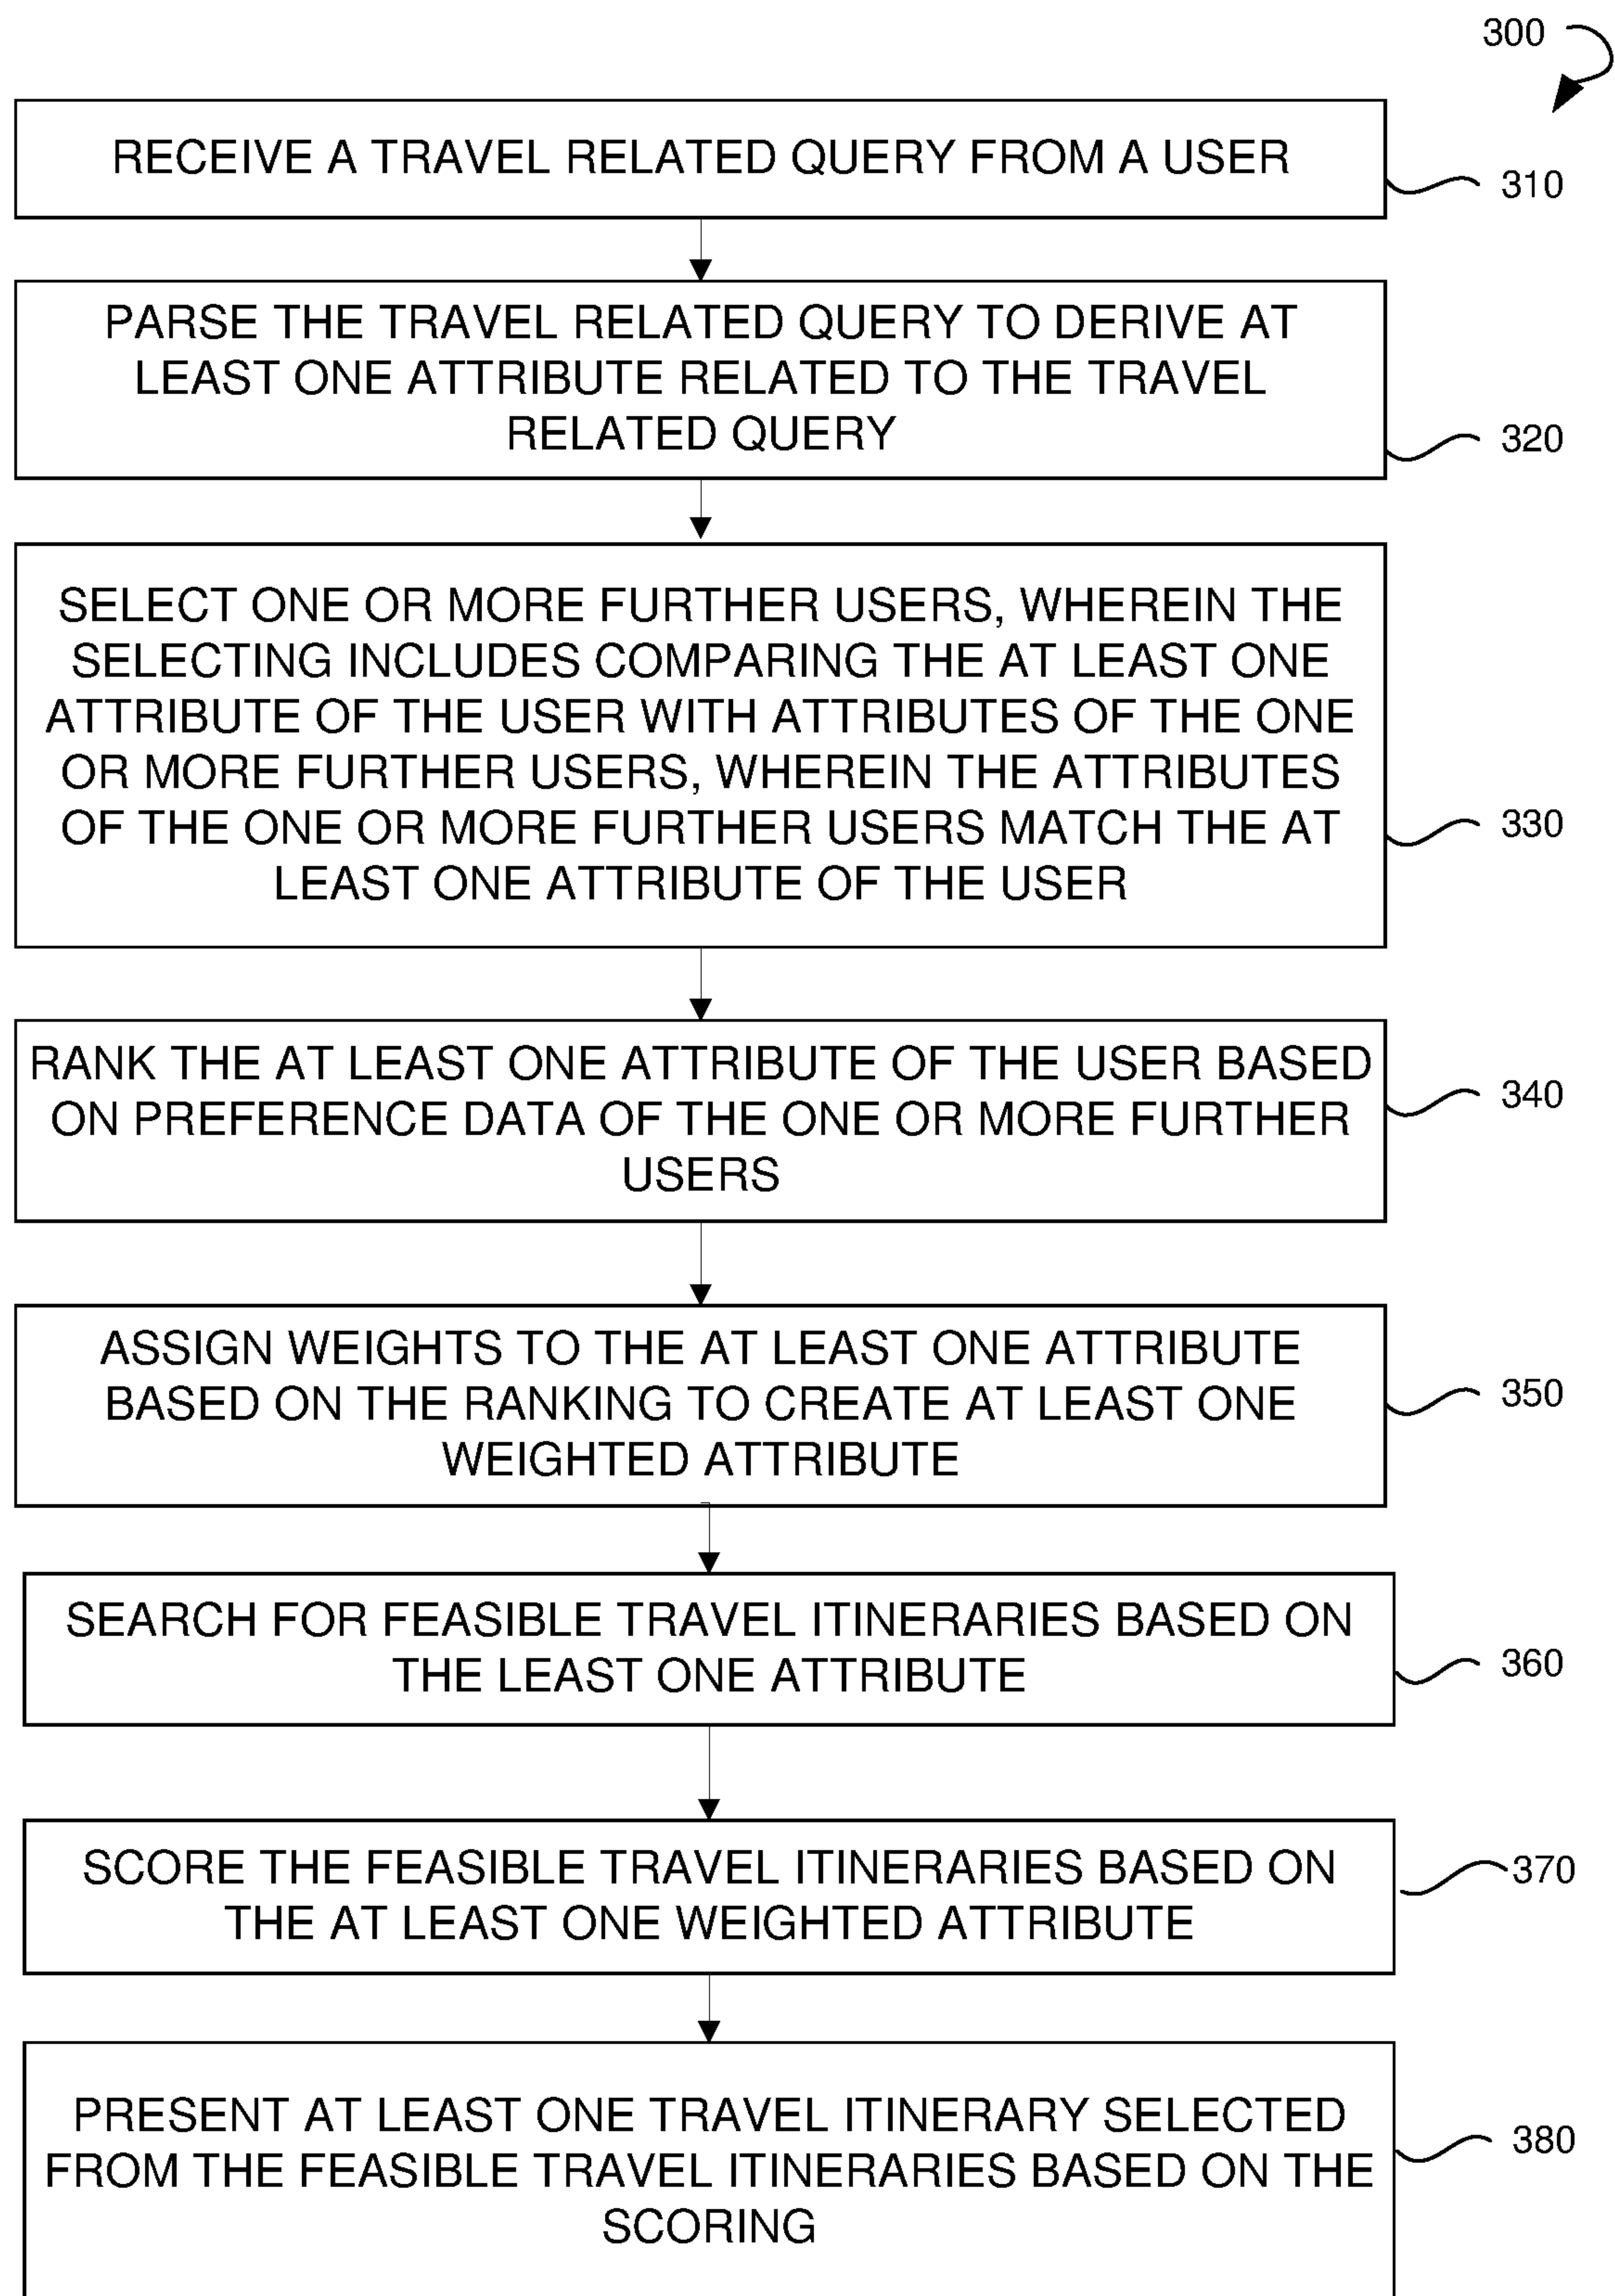 300
RECEIVE A TRAVEL RELATED QUERY FROM A USER
310
PARSE THE TRAVEL RELATED QUERY TO DERIVE AT
LEAST ONE ATTRIBUTE RELATED TO THE TRAVEL
RELATED QUERY
320
SELECT ONE OR MORE FURTHER USERS, WHEREIN THE
SELECTING INCLUDES COMPARING THE AT LEAST ONE
ATTRIBUTE OF THE USER WITH ATTRIBUTES OF THE ONE
OR MORE FURTHER USERS, WHEREIN THE ATTRIBUTES
OF THE ONE OR MORE FURTHER USERS MATCH THE AT
LEAST ONE ATTRIBUTE OF THE USER
330
RANK THE AT LEAST ONE ATTRIBUTE OF THE USER BASED
ON PREFERENCE DATA OF THE ONE OR MORE FURTHER
USERS
340
ASSIGN WEIGHTS TO THE AT LEAST ONE ATTRIBUTE
BASED ON THE RANKING TO CREATE AT LEAST ONE
WEIGHTED ATTRIBUTE
350
SEARCH FOR FEASIBLE TRAVEL ITINERARIES BASED ON
THE LEAST ONE ATTRIBUTE
360
SCORE THE FEASIBLE TRAVEL ITINERARIES BASED ON
THE AT LEAST ONE WEIGHTED ATTRIBUTE
370
PRESENT AT LEAST ONE TRAVEL ITINERARY SELECTED
FROM THE FEASIBLE TRAVEL ITINERARIES BASED ON THE
SCORING
380